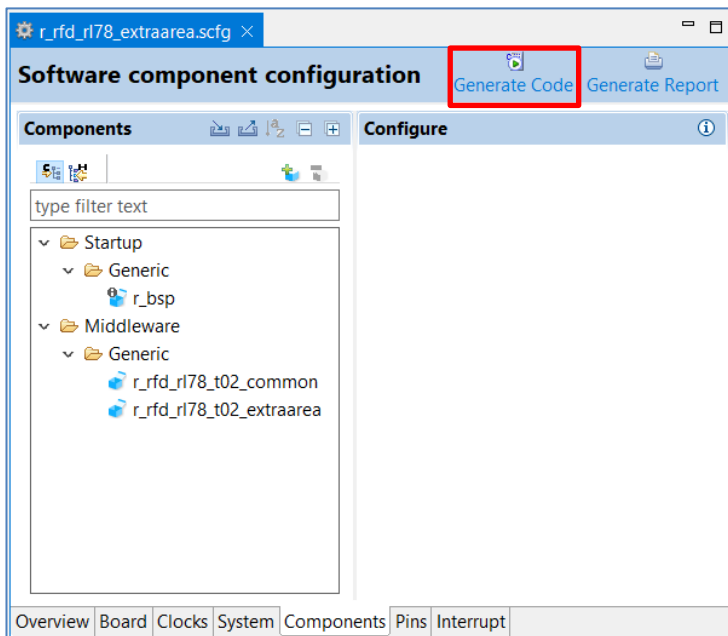 r_rfd_rl78_extraarea.scfg
Software component configuration
Generate Code
Generate Report
Components
Configure
type filter text
Startup
Generic
r_bsp
Middleware
Generic
r_rfd_rl78_t02_common
r_rfd_rl78_t02_extraarea
Overview Board Clocks System Components Pins Interrupt